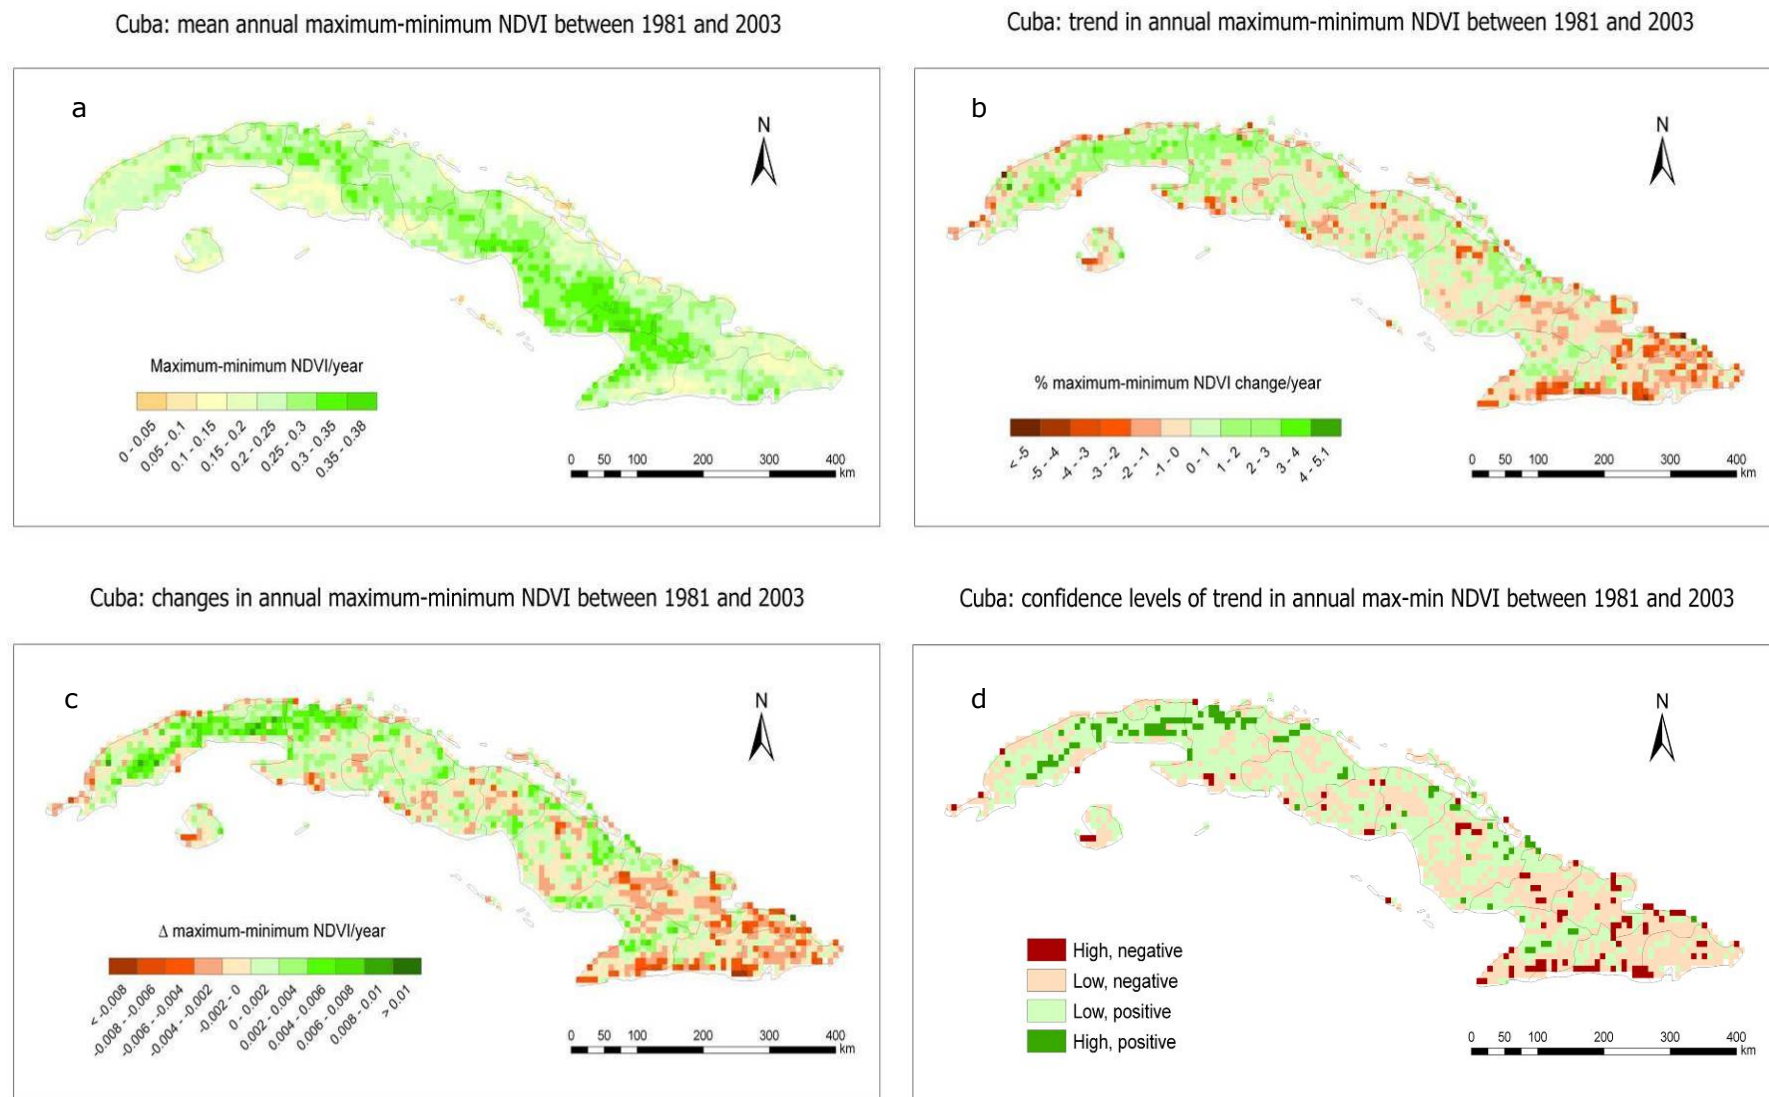 Cuba: mean annual maximum-minimum NDVI between 1981 and 2003
a
N
Maximum-minimum NDVI/year
0 - 0.05
0.05 - 0.1
0.1 - 0.15
0.15 - 0.2
0.2 - 0.25
0.25 - 0.3
0.3 - 0.35
0.35 - 0.38
0 50 100 200 300 400
km
Cuba: trend in annual maximum-minimum NDVI between 1981 and 2003
b
N
% maximum-minimum NDVI change/year
< -5
-5 - -4
-4 - -3
-3 - -2
-2 - -1
-1 - 0
0 - 1
1 - 2
2 - 3
3 - 4
4 - 5.1
0 50 100 200 300 400
km
Cuba: changes in annual maximum-minimum NDVI between 1981 and 2003
c
N
Δ maximum-minimum NDVI/year
< -0.008
-0.008 - -0.006
-0.006 - -0.004
-0.004 - -0.002
-0.002 - 0
0 - 0.002
0.002 - 0.004
0.004 - 0.006
0.006 - 0.008
0.008 - 0.01
> 0.01
0 50 100 200 300 400
km
Cuba: confidence levels of trend in annual max-min NDVI between 1981 and 2003
d
N
High, negative
Low, negative
Low, positive
High, positive
0 50 100 200 300 400
km